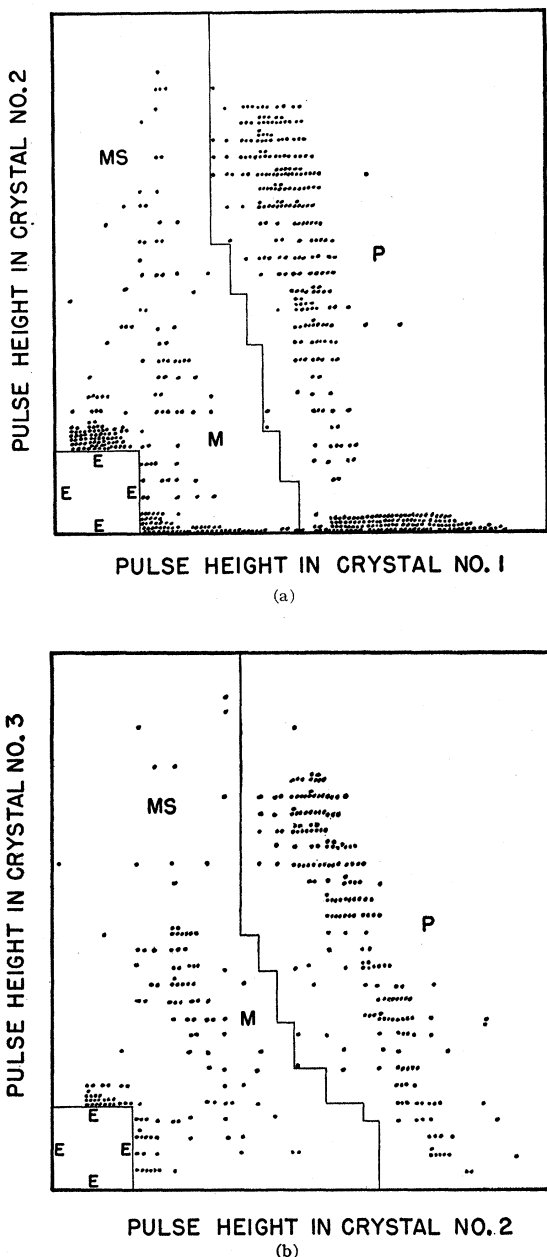 PULSE HEIGHT IN CRYSTAL NO.2
MS
P
M
E
E E
E
PULSE HEIGHT IN CRYSTAL NO.1
(a)
PULSE HEIGHT IN CRYSTAL NO.3
MS
P
M
E
E E
E
PULSE HEIGHT IN CRYSTAL NO.2
(b)